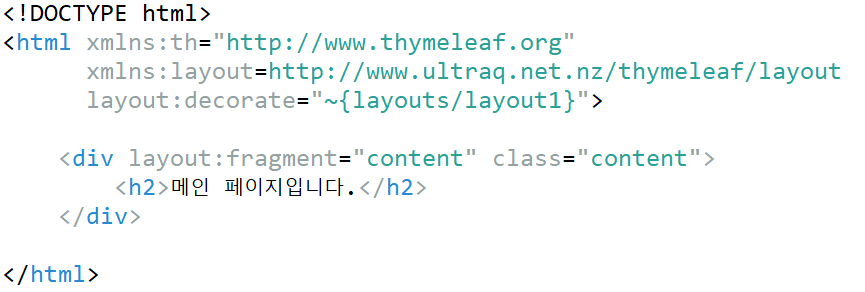 <!DOCTYPE html>
<html xmlns:th="http://www.thymeleaf.org"
xmlns:layout=http://www.ultraq.net.nz/thymeleaf/layout
layout:decorate="~{layouts/layout1}">
<div layout:fragment="content" class="content">
<h2>메인 페이지입니다.</h2>
</div>
</html>